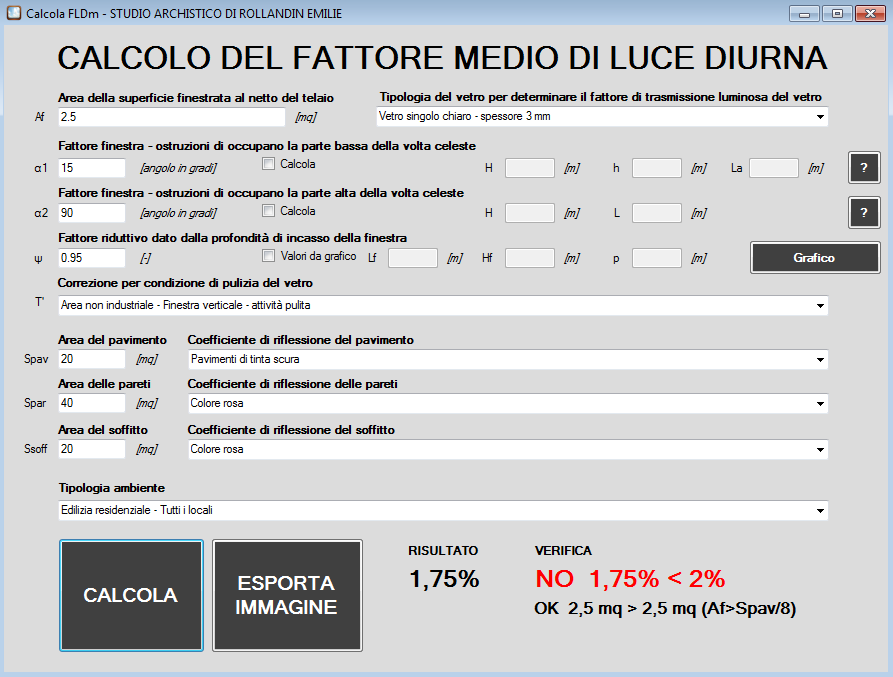 Calcola FLDm - STUDIO ARCHISTICO DI ROLLANDIN EMILIE
CALCOLO DEL FATTORE MEDIO DI LUCE DIURNA
Area della superficie finestrata al netto del telaio
Tipologia del vetro per determinare il fattore di trasmissione luminosa del vetro
Af 2.5 [mq] Vetro singolo chiaro - spessore 3 mm
Fattore finestra - ostruzioni di occupano la parte bassa della volta celeste
α1 15 [angolo in gradi] Calcola H [m] h [m] La [m] ?
Fattore finestra - ostruzioni di occupano la parte alta della volta celeste
α2 90 [angolo in gradi] Calcola H [m] L [m] ?
Fattore riduttivo dato dalla profondità di incasso della finestra
ψ 0.95 [-] Valori da grafico Lf [m] Hf [m] p [m] Grafico
Correzione per condizione di pulizia del vetro
T' Area non industriale - Finestra verticale - attività pulita
Area del pavimento Coefficiente di riflessione del pavimento
Spav 20 [mq] Pavimenti di tinta scura
Area delle pareti Coefficiente di riflessione delle pareti
Spar 40 [mq] Colore rosa
Area del soffitto Coefficiente di riflessione del soffitto
Ssoff 20 [mq] Colore rosa
Tipologia ambiente
Edilizia residenziale - Tutti i locali
CALCOLA
ESPORTA
IMMAGINE
RISULTATO
1,75%
VERIFICA
NO 1,75% < 2%
OK 2,5 mq > 2,5 mq (Af>Spav/8)